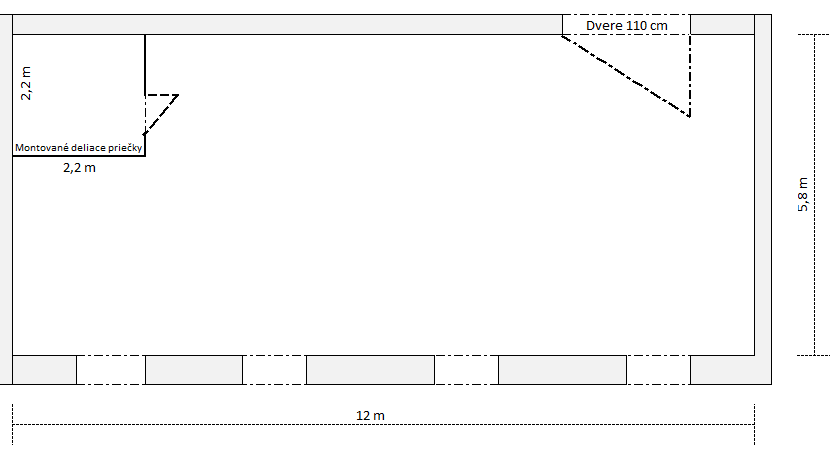 Dvere 110 cm
2,2 m
Montované deliace priečky
2,2 m
5,8 m
12 m